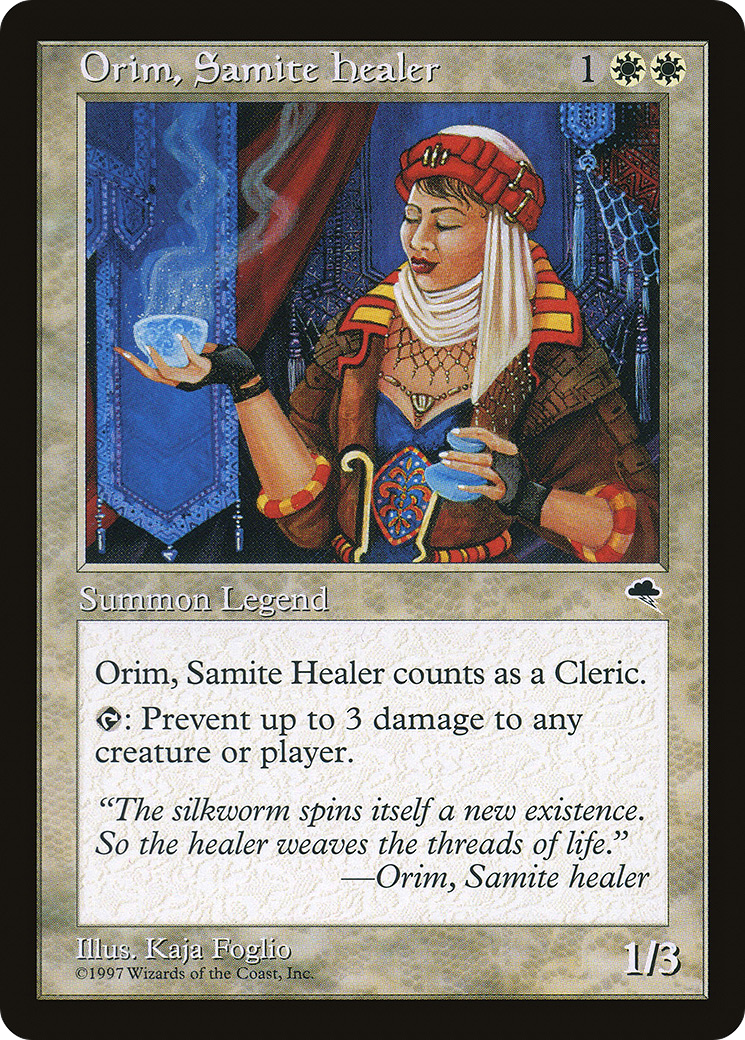 Orim, Samite Healer 1
Summon Legend
Orim, Samite Healer counts as a Cleric.
: Prevent up to 3 damage to any
creature or player.
“The silkworm spins itself a new existence.
So the healer weaves the threads of life.”
—Orim, Samite healer
Illus. Kaja Foglio
©1997 Wizards of the Coast, Inc.
1/3